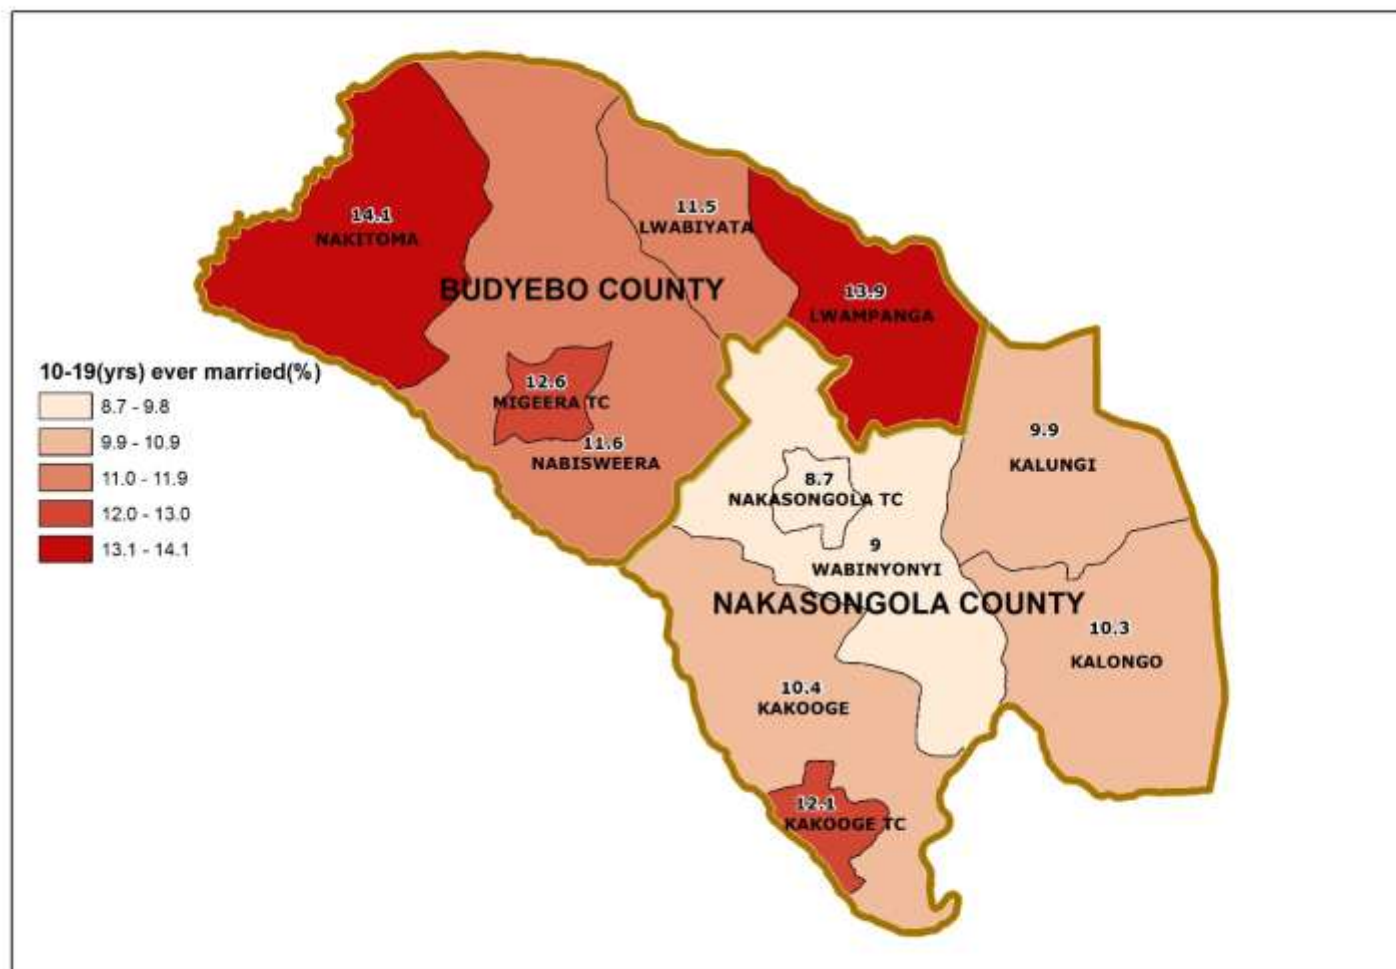 14.1
NAKITOMA
11.5
LWABIYATA
BUDYEBO COUNTY
13.9
LWAMPANGA
10-19(yrs) ever married(%)
8.7 - 9.8
9.9 - 10.9
11.0 - 11.9
12.0 - 13.0
13.1 - 14.1
12.6
MIGEERA TC
11.6
NABISWEERA
9.9
KALUNGI
8.7
NAKASONGOLA TC
9
WABINYONYI
NAKASONGOLA COUNTY
10.3
KALONGO
10.4
KAKOOGE
12.1
KAKOOGE TC